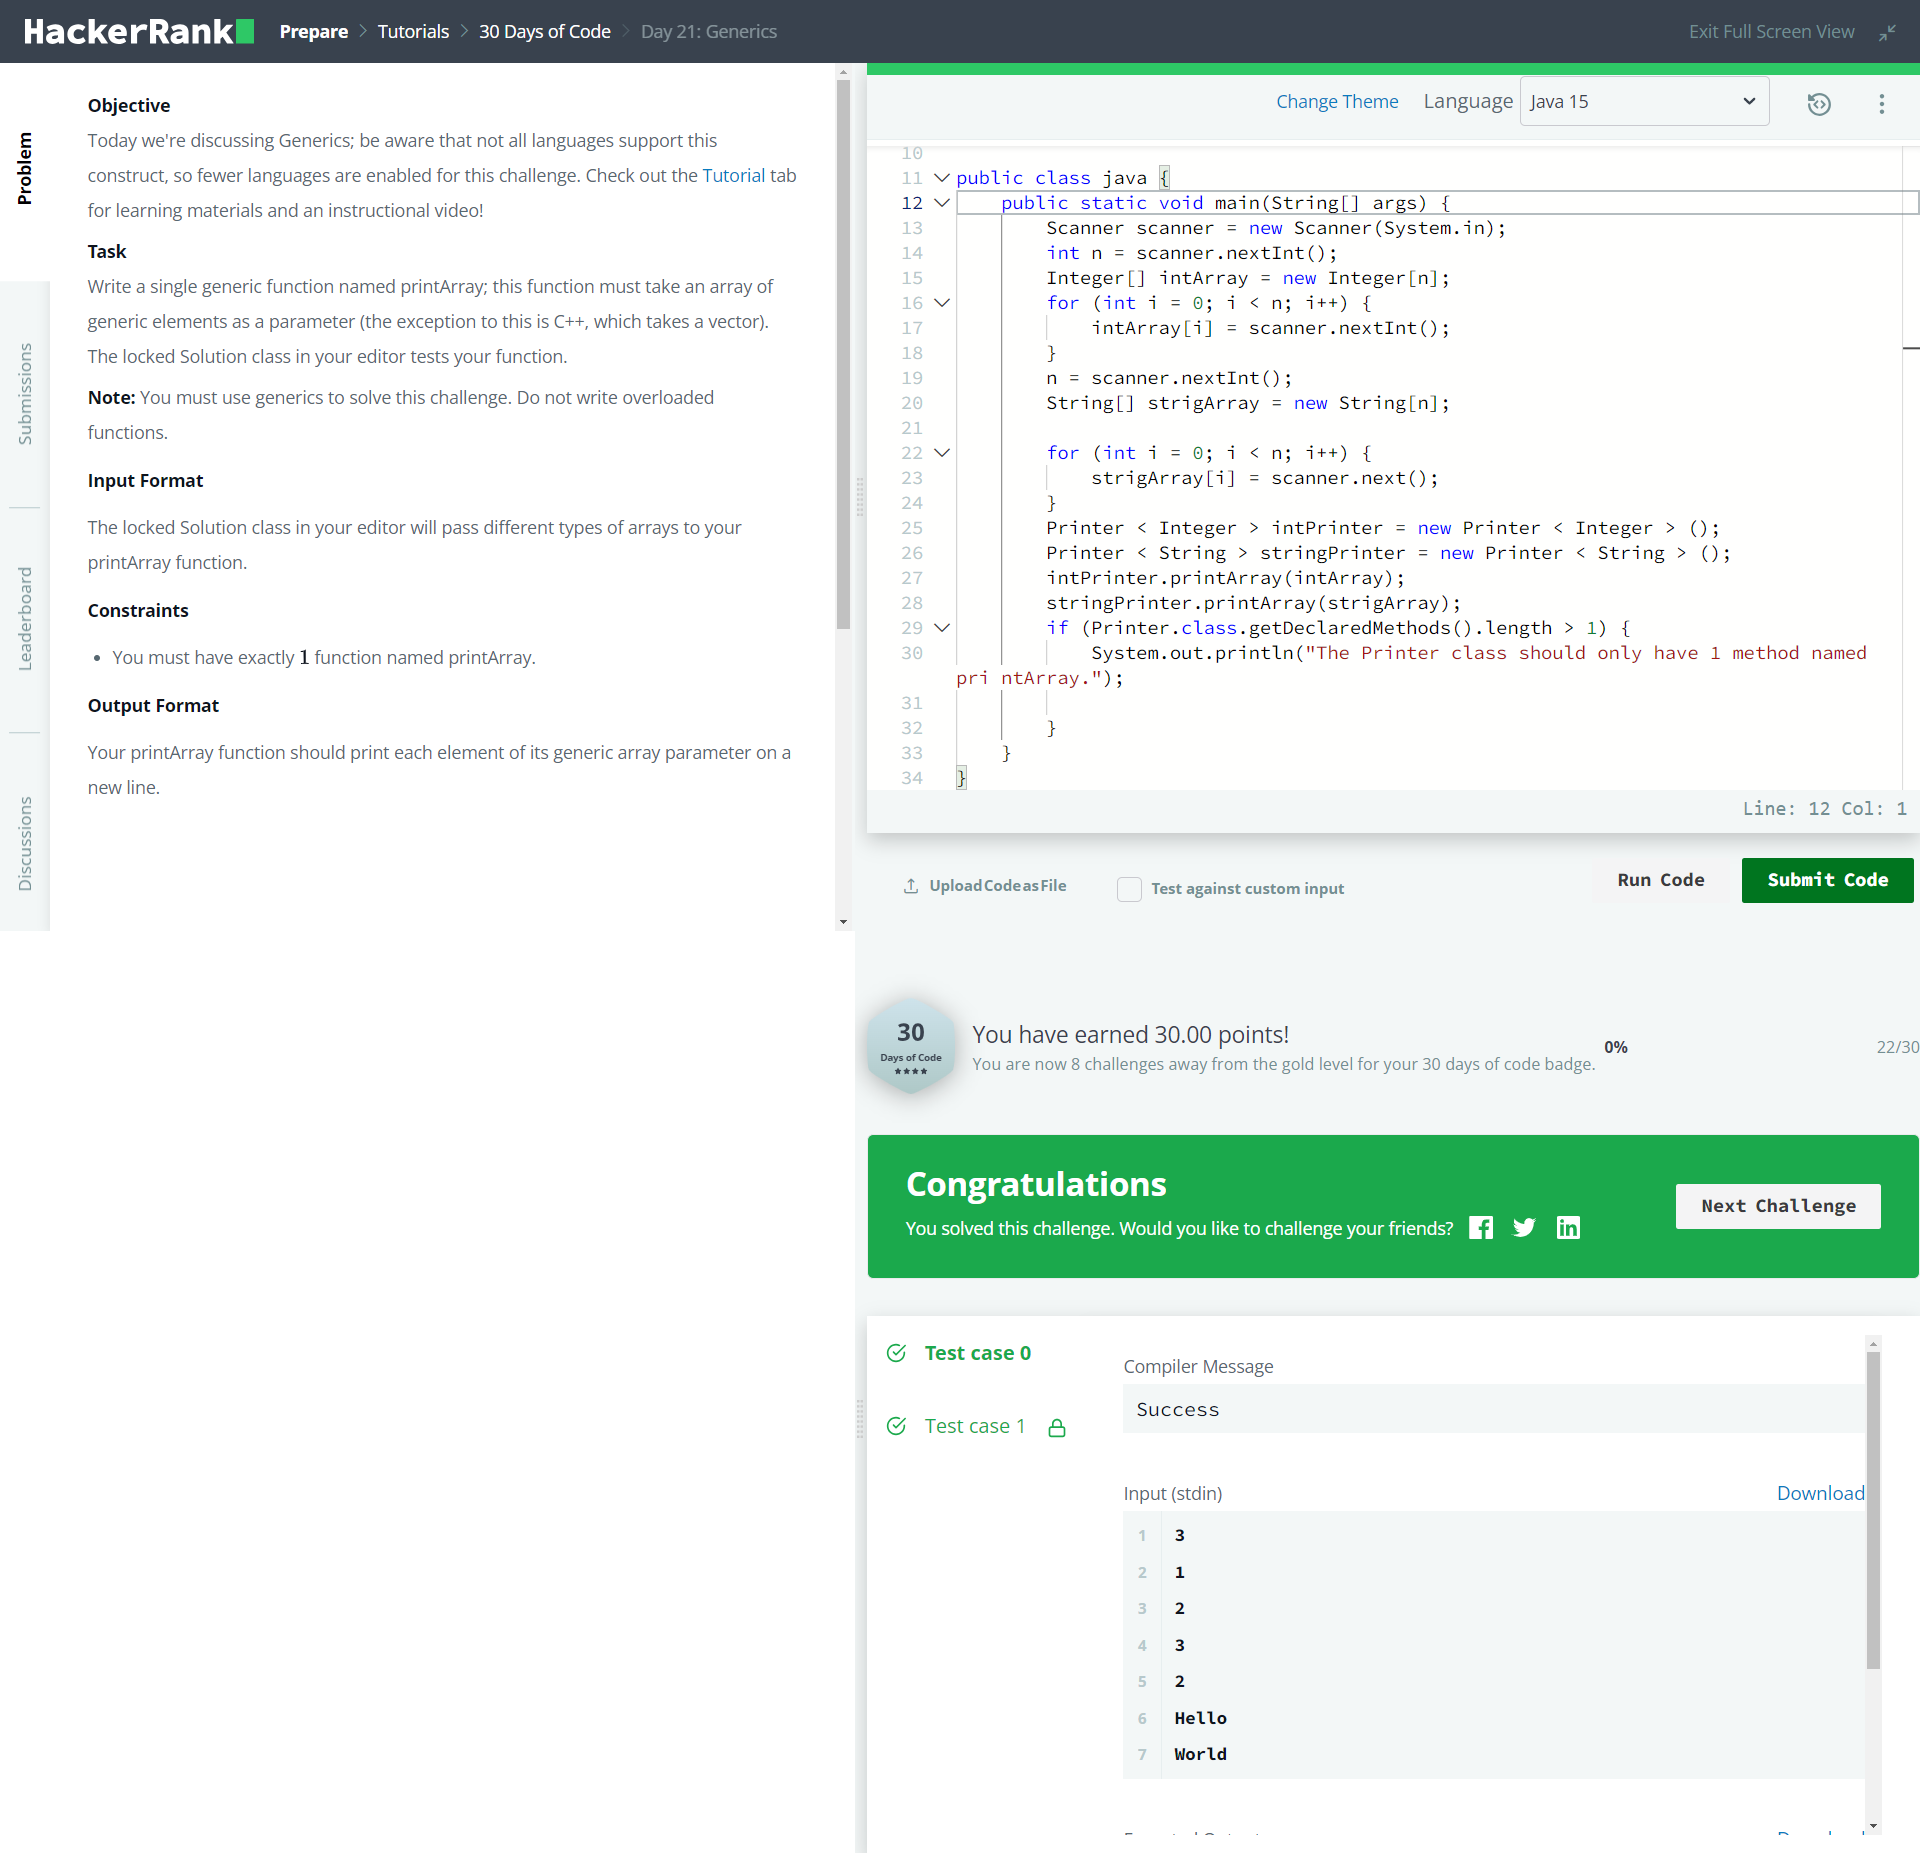 HackerRank
Prepare > Tutorials > 30 Days of Code > Day 21: Generics
Exit Full Screen View
Problem
Submissions
Leaderboard
Discussions
Objective
Today we're discussing Generics; be aware that not all languages support this
construct, so fewer languages are enabled for this challenge. Check out the Tutorial tab
for learning materials and an instructional video!
Task
Write a single generic function named printArray; this function must take an array of
generic elements as a parameter (the exception to this is C++, which takes a vector).
The locked Solution class in your editor tests your function.
Note: You must use generics to solve this challenge. Do not write overloaded
functions.
Input Format
The locked Solution class in your editor will pass different types of arrays to your
printArray function.
Constraints
• You must have exactly 1 function named printArray.
Output Format
Your printArray function should print each element of its generic array parameter on a
new line.
Change Theme Language Java 15
10
11 public class java {
12 public static void main(String[] args) {
13 Scanner scanner = new Scanner(System.in);
14 int n = scanner.nextInt();
15 Integer[] intArray = new Integer[n];
16 for (int i = 0; i < n; i++) {
17 intArray[i] = scanner.nextInt();
18 }
19 n = scanner.nextInt();
20 String[] strigArray = new String[n];
21
22 for (int i = 0; i < n; i++) {
23 strigArray[i] = scanner.next();
24 }
25 Printer < Integer > intPrinter = new Printer < Integer > ();
26 Printer < String > stringPrinter = new Printer < String > ();
27 intPrinter.printArray(intArray);
28 stringPrinter.printArray(strigArray);
29 if (Printer.class.getDeclaredMethods().length > 1) {
30 System.out.println("The Printer class should only have 1 method named
pri ntArray.");
31
32 }
33 }
34 }
Line: 12 Col: 1
Upload Code as File
Test against custom input
Run Code
Submit Code
30
Days of Code
★★★★
You have earned 30.00 points!
You are now 8 challenges away from the gold level for your 30 days of code badge.
0%
22/30
Congratulations
You solved this challenge. Would you like to challenge your friends?
Next Challenge
Test case 0
Test case 1
Compiler Message
Success
Input (stdin)
Download
1 3
2 1
3 2
4 3
5 2
6 Hello
7 World